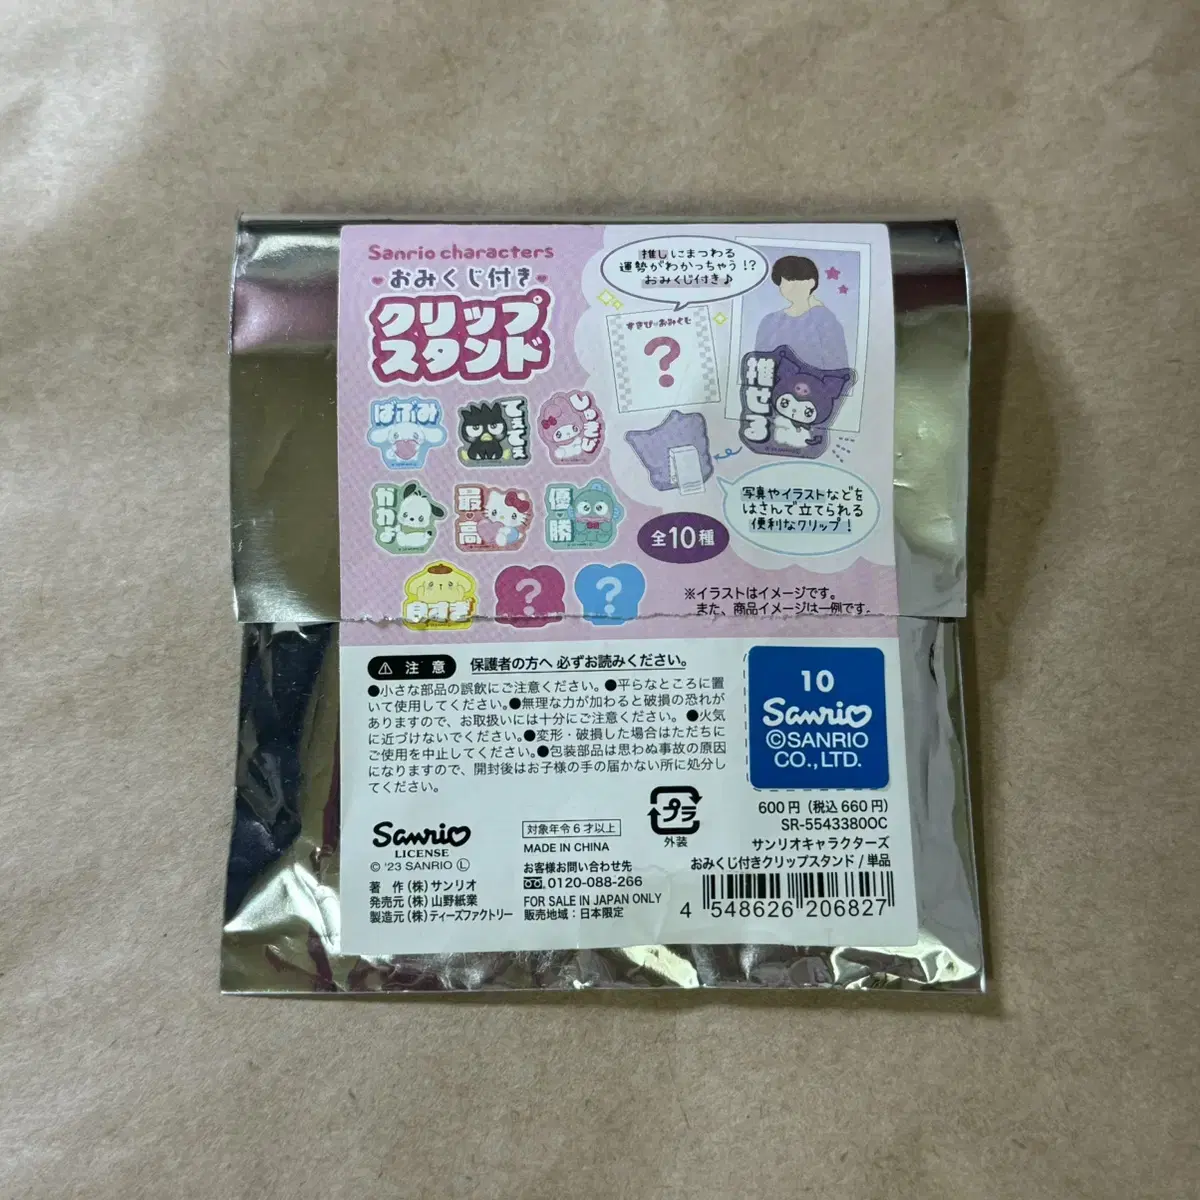 Sanrio characters
おみくじ付き
クリップ
スタンド
推しにまつわる
運勢がわかっちゃう!?
おみくじ付き♪
すきぴ♥おみくじ
?
推せる
はぶみ
てぇてぇ
しゅきぴ
かわよ
最♥高
優♥勝
良すぎ
?
?
写真やイラストなどを
はさんで立てられる
便利なクリップ!
全10種
※イラストはイメージです。
また、商品イメージは一例です。
注意 保護者の方へ 必ずお読みください。
●小さな部品の誤飲にご注意ください。●平らなところに置
いて使用してください。●無理な力が加わると破損の恐れが
ありますので、お取扱いには十分にご注意ください。●火気
に近づけないでください。●変形・破損した場合はただちに
ご使用を中止してください。●包装部品は思わぬ事故の原因
になりますので、開封後はお子様の手の届かない所に処分し
てください。
10
Sanrio
©SANRIO
CO.,LTD.
Sanrio
LICENSE
© '23 SANRIO Ⓛ
著 作 (株) サンリオ
発売元 (株) 山野紙業
製造元 (株) ティーズファクトリー
対象年令6才以上
MADE IN CHINA
お客様お問い合わせ先
0120-088-266
FOR SALE IN JAPAN ONLY
販売地域:日本限定
プラ
外装
600円 (税込660円)
SR-5543380OC
サンリオキャラクターズ
おみくじ付きクリップスタンド / 単品
4 548626 206827